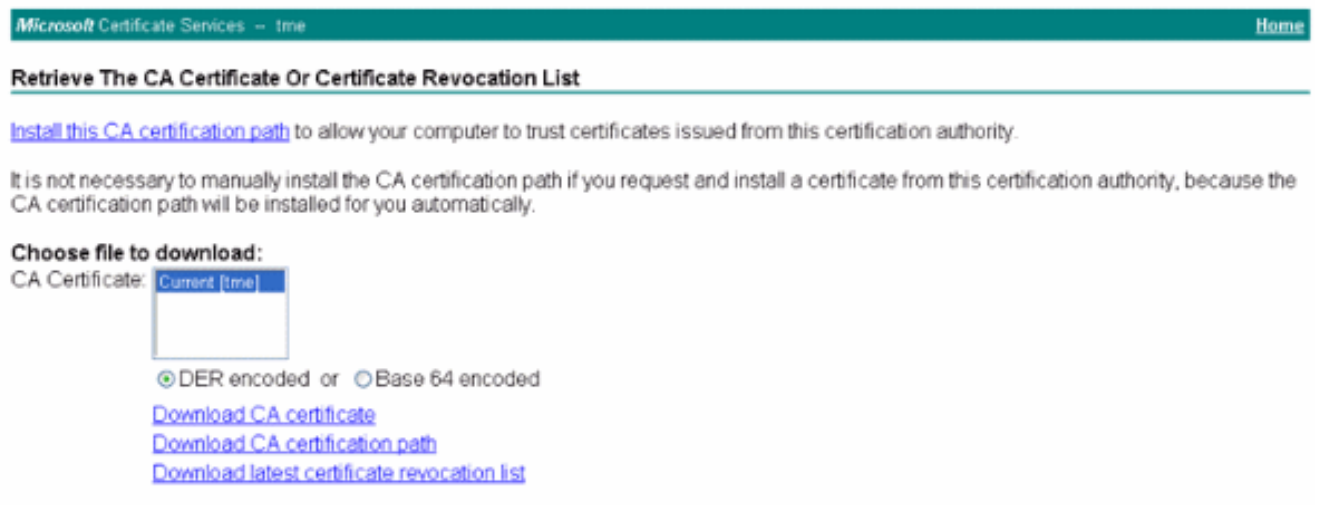 Microsoft Certificate Services -- tme Home
Retrieve The CA Certificate Or Certificate Revocation List
Install this CA certification path to allow your computer to trust certificates issued from this certification authority.
It is not necessary to manually install the CA certification path if you request and install a certificate from this certification authority, because the
CA certification path will be installed for you automatically.
Choose file to download:
CA Certificate: Current [tme]
DER encoded or Base 64 encoded
Download CA certificate
Download CA certification path
Download latest certificate revocation list